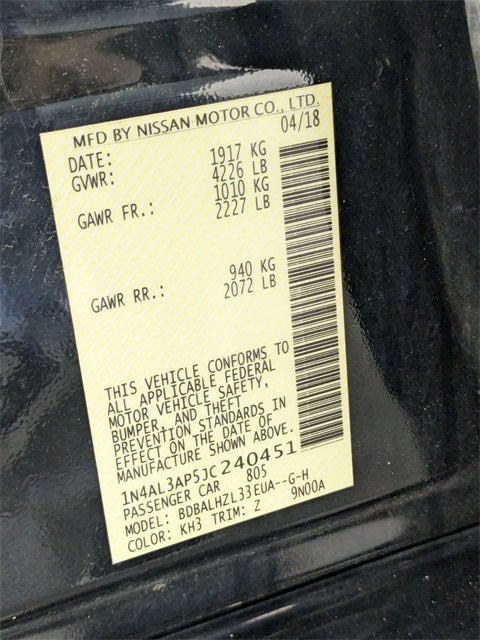 MFD BY NISSAN MOTOR CO., LTD.
DATE: 04/18
GVWR: 1917 KG
4226 LB
GAWR FR.: 1010 KG
2227 LB
GAWR RR.: 940 KG
2072 LB
THIS VEHICLE CONFORMS TO
ALL APPLICABLE FEDERAL
MOTOR VEHICLE SAFETY,
BUMPER, AND THEFT
PREVENTION STANDARDS IN
EFFECT ON THE DATE OF
MANUFACTURE SHOWN ABOVE.
1N4AL3AP5JC240451
PASSENGER CAR 805
MODEL: BDBALHZL33EUA--G-H
COLOR: KH3 TRIM: Z 9N00A